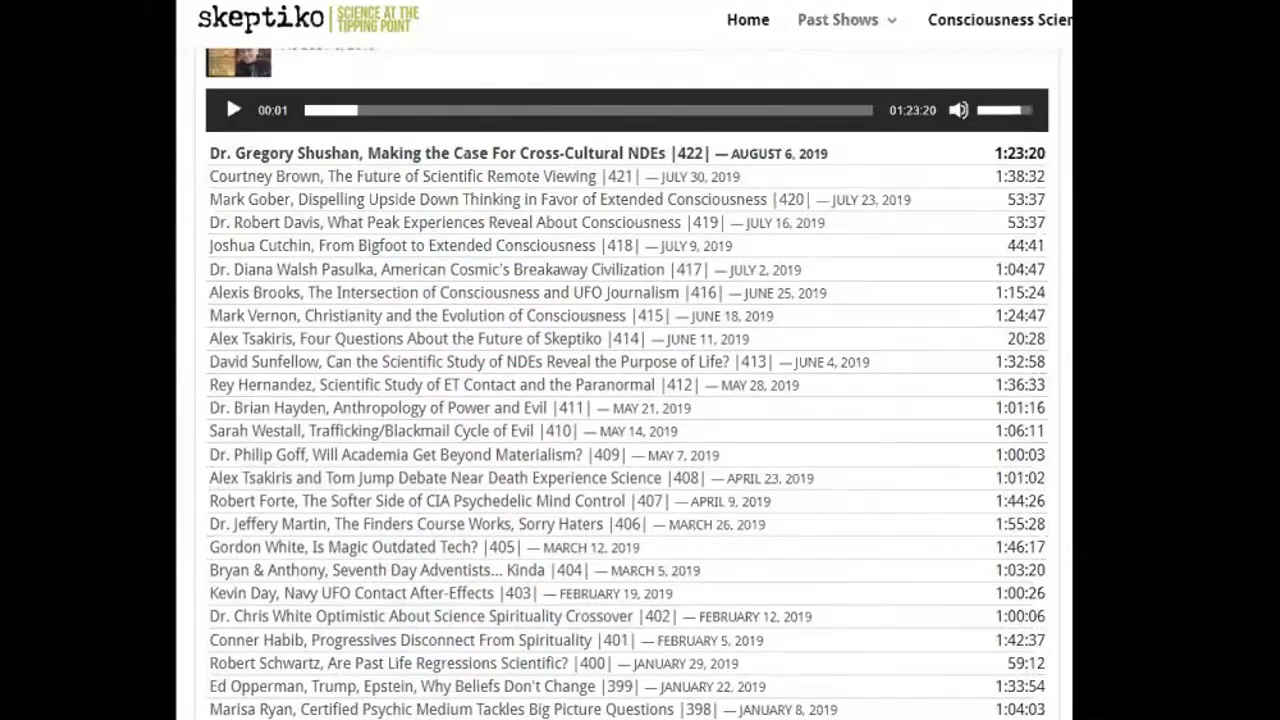 skeptiko | SCIENCE AT THE TIPPING POINT
Home Past Shows Consciousness Scien
00:01 01:23:20
Dr. Gregory Shushan, Making the Case For Cross-Cultural NDEs |422| — AUGUST 6, 2019 1:23:20
Courtney Brown, The Future of Scientific Remote Viewing |421| — JULY 30, 2019 1:38:32
Mark Gober, Dispelling Upside Down Thinking in Favor of Extended Consciousness |420| — JULY 23, 2019 53:37
Dr. Robert Davis, What Peak Experiences Reveal About Consciousness |419| — JULY 16, 2019 53:37
Joshua Cutchin, From Bigfoot to Extended Consciousness |418| — JULY 9, 2019 44:41
Dr. Diana Walsh Pasulka, American Cosmic's Breakaway Civilization |417| — JULY 2, 2019 1:04:47
Alexis Brooks, The Intersection of Consciousness and UFO Journalism |416| — JUNE 25, 2019 1:15:24
Mark Vernon, Christianity and the Evolution of Consciousness |415| — JUNE 18, 2019 1:24:47
Alex Tsakiris, Four Questions About the Future of Skeptiko |414| — JUNE 11, 2019 20:28
David Sunfellow, Can the Scientific Study of NDEs Reveal the Purpose of Life? |413| — JUNE 4, 2019 1:32:58
Rey Hernandez, Scientific Study of ET Contact and the Paranormal |412| — MAY 28, 2019 1:36:33
Dr. Brian Hayden, Anthropology of Power and Evil |411| — MAY 21, 2019 1:01:16
Sarah Westall, Trafficking/Blackmail Cycle of Evil |410| — MAY 14, 2019 1:06:11
Dr. Philip Goff, Will Academia Get Beyond Materialism? |409| — MAY 7, 2019 1:00:03
Alex Tsakiris and Tom Jump Debate Near Death Experience Science |408| — APRIL 23, 2019 1:01:02
Robert Forte, The Softer Side of CIA Psychedelic Mind Control |407| — APRIL 9, 2019 1:44:26
Dr. Jeffery Martin, The Finders Course Works, Sorry Haters |406| — MARCH 26, 2019 1:55:28
Gordon White, Is Magic Outdated Tech? |405| — MARCH 12, 2019 1:46:17
Bryan & Anthony, Seventh Day Adventists... Kinda |404| — MARCH 5, 2019 1:03:20
Kevin Day, Navy UFO Contact After-Effects |403| — FEBRUARY 19, 2019 1:00:26
Dr. Chris White Optimistic About Science Spirituality Crossover |402| — FEBRUARY 12, 2019 1:00:06
Conner Habib, Progressives Disconnect From Spirituality |401| — FEBRUARY 5, 2019 1:42:37
Robert Schwartz, Are Past Life Regressions Scientific? |400| — JANUARY 29, 2019 59:12
Ed Opperman, Trump, Epstein, Why Beliefs Don't Change |399| — JANUARY 22, 2019 1:33:54
Marisa Ryan, Certified Psychic Medium Tackles Big Picture Questions |398| — JANUARY 8, 2019 1:04:03